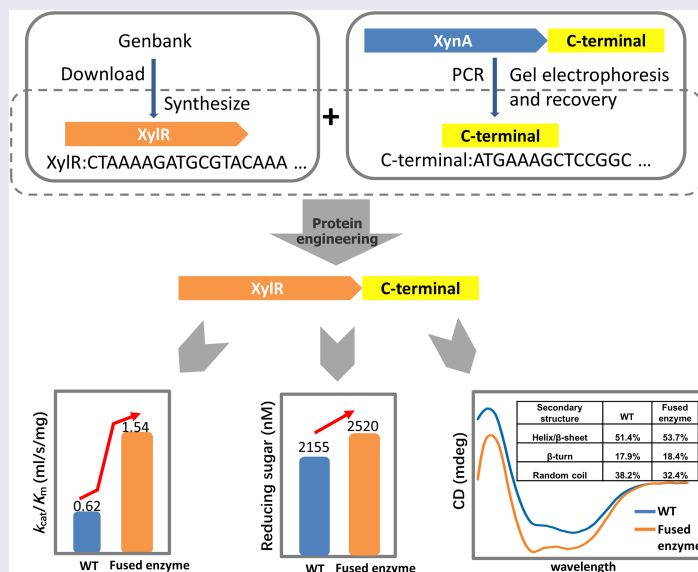 Genbank
Download
Synthesize
XylR
XylR:CTAAAAGATGCGTACAAA ...
+
XynA C-terminal
PCR Gel electrophoresis
and recovery
C-terminal
C-terminal:ATGAAAGCTCCGGC ...
Protein
engineering
XylR C-terminal
kcat/Km (ml/s/mg)
0.62
1.54
WT Fused enzyme
Reducing sugar (nM)
2155
2520
WT Fused enzyme
CD (mdeg)
Secondary
structure
WT
Fused
enzyme
Helix/β-sheet 51.4% 53.7%
β-turn 17.9% 18.4%
Random coil 38.2% 32.4%
WT
Fused
enzyme
wavelength